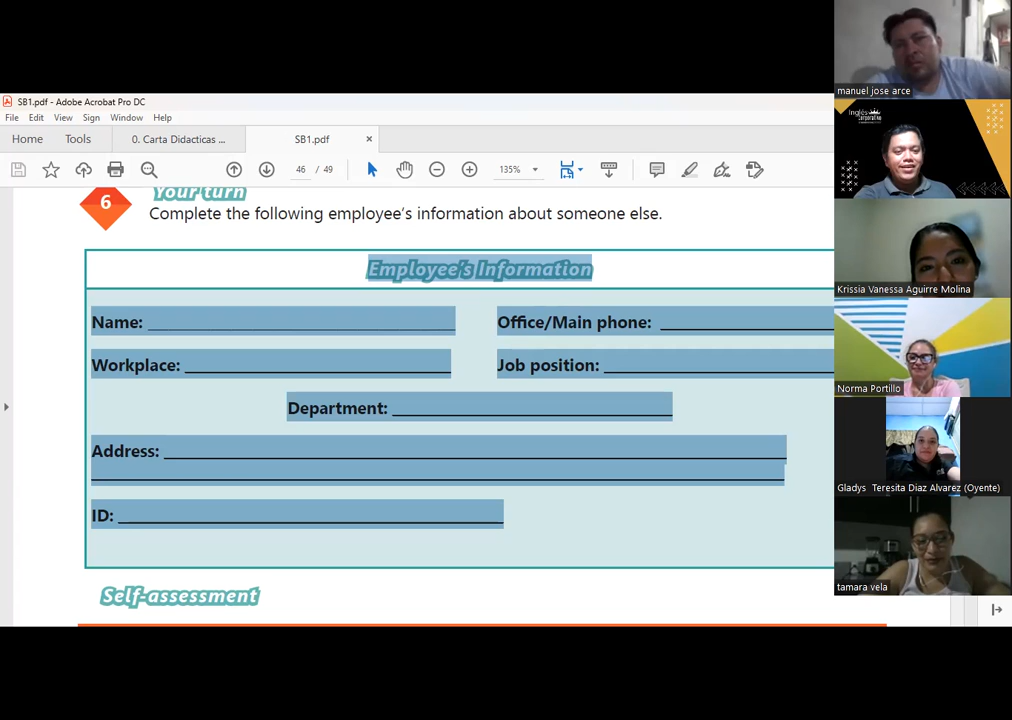 SB1.pdf - Adobe Acrobat Pro DC
File Edit View Sign Window Help
Home Tools 0. Carta Didacticas ... SB1.pdf ×
46 / 49 135%
6 Your turn
Complete the following employee's information about someone else.
Employee's Information
Name: Office/Main phone:
Workplace: Job position:
Department:
Address:
ID:
Self-assessment
manuel jose arce
Inglés Corporativo
Krissia Vanessa Aguirre Molina
Norma Portillo
Gladys Teresita Diaz Alvarez (Oyente)
tamara vela